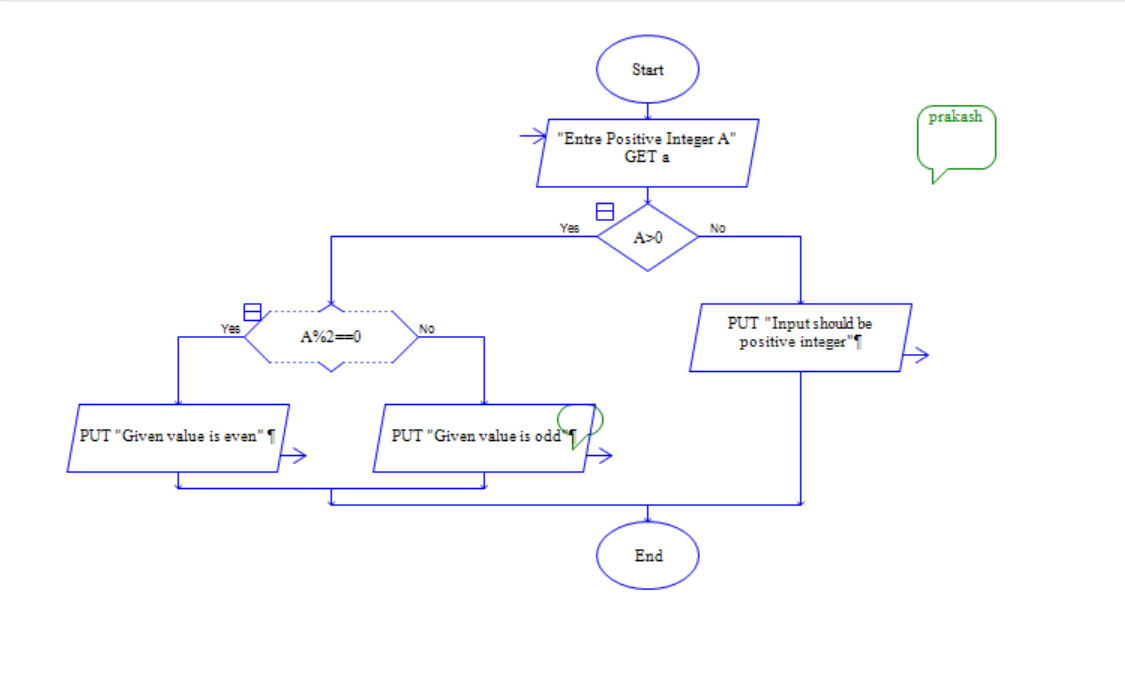 Start
prakash
"Entre Positive Integer A"
GET a
Yes
A>0
No
Yes
A%2==0
No
PUT "Input should be
positive integer"¶
PUT "Given value is even" ¶
PUT "Given value is odd"¶
End